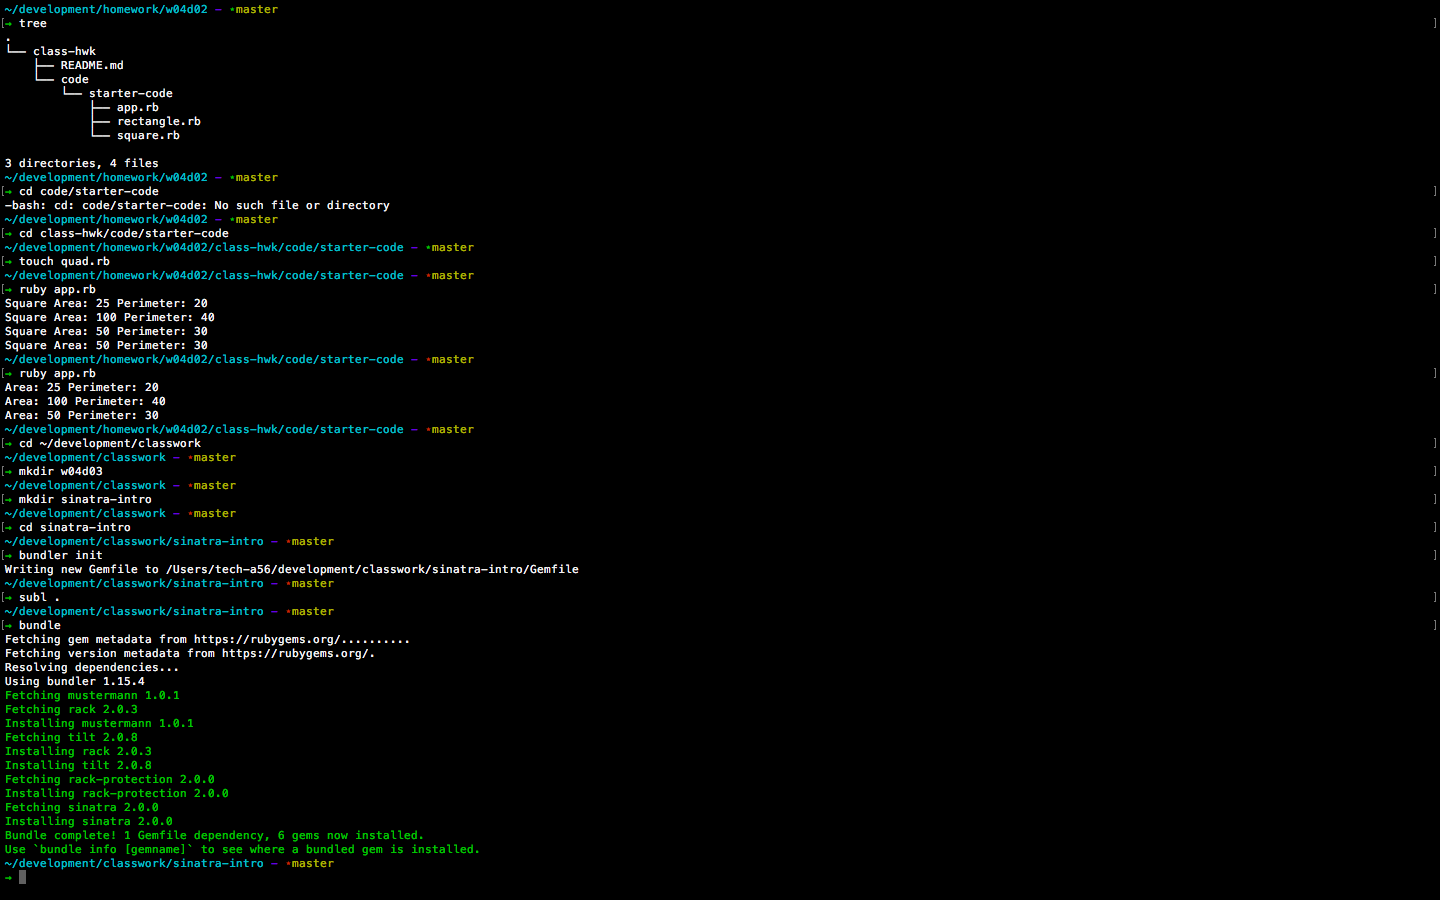 ~/development/homework/w04d02 – ⋆master
[→ tree ]
.
└── class-hwk
    ├── README.md
    └── code
        └── starter-code
            ├── app.rb
            ├── rectangle.rb
            └── square.rb

3 directories, 4 files
~/development/homework/w04d02 – ⋆master
[→ cd code/starter-code ]
-bash: cd: code/starter-code: No such file or directory
~/development/homework/w04d02 – ⋆master
[→ cd class-hwk/code/starter-code ]
~/development/homework/w04d02/class-hwk/code/starter-code – ⋆master
[→ touch quad.rb ]
~/development/homework/w04d02/class-hwk/code/starter-code – ⋆master
[→ ruby app.rb ]
Square Area: 25 Perimeter: 20
Square Area: 100 Perimeter: 40
Square Area: 50 Perimeter: 30
Square Area: 50 Perimeter: 30
~/development/homework/w04d02/class-hwk/code/starter-code – ⋆master
[→ ruby app.rb ]
Area: 25 Perimeter: 20
Area: 100 Perimeter: 40
Area: 50 Perimeter: 30
~/development/homework/w04d02/class-hwk/code/starter-code – ⋆master
[→ cd ~/development/classwork ]
~/development/classwork – ⋆master
[→ mkdir w04d03 ]
~/development/classwork – ⋆master
[→ mkdir sinatra-intro ]
~/development/classwork – ⋆master
[→ cd sinatra-intro ]
~/development/classwork/sinatra-intro – ⋆master
[→ bundler init ]
Writing new Gemfile to /Users/tech-a56/development/classwork/sinatra-intro/Gemfile
~/development/classwork/sinatra-intro – ⋆master
[→ subl . ]
~/development/classwork/sinatra-intro – ⋆master
[→ bundle ]
Fetching gem metadata from https://rubygems.org/..........
Fetching version metadata from https://rubygems.org/.
Resolving dependencies...
Using bundler 1.15.4
Fetching mustermann 1.0.1
Fetching rack 2.0.3
Installing mustermann 1.0.1
Fetching tilt 2.0.8
Installing rack 2.0.3
Installing tilt 2.0.8
Fetching rack-protection 2.0.0
Installing rack-protection 2.0.0
Fetching sinatra 2.0.0
Installing sinatra 2.0.0
Bundle complete! 1 Gemfile dependency, 6 gems now installed.
Use `bundle info [gemname]` to see where a bundled gem is installed.
~/development/classwork/sinatra-intro – ⋆master
→